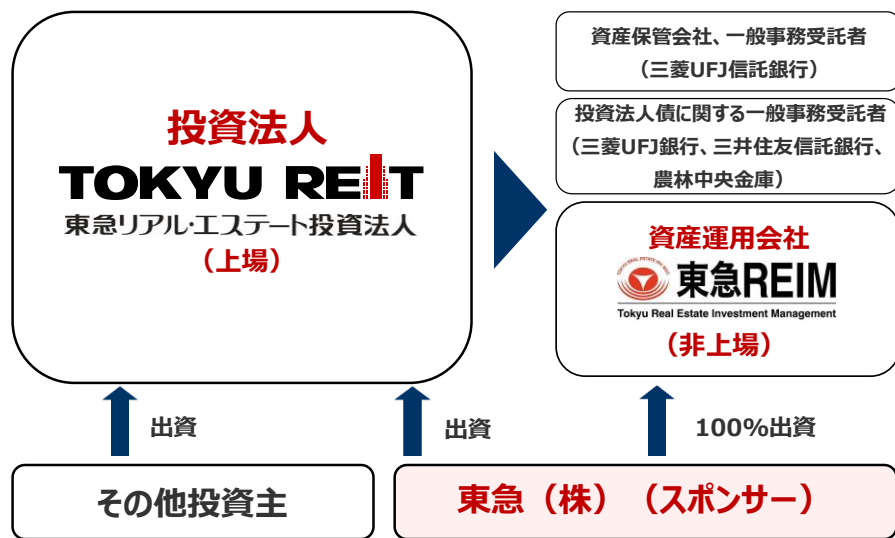 投資法人
TOKYU REIT
東急リアル・エステート投資法人
(上場)
資産保管会社、一般事務受託者
(三菱UFJ信託銀行)
投資法人債に関する一般事務受託者
(三菱UFJ銀行、三井住友信託銀行、
農林中央金庫)
資産運用会社
東急REIM
Tokyu Real Estate Investment Management
(非上場)
出資
出資
100%出資
その他投資主
東急(株)(スポンサー)